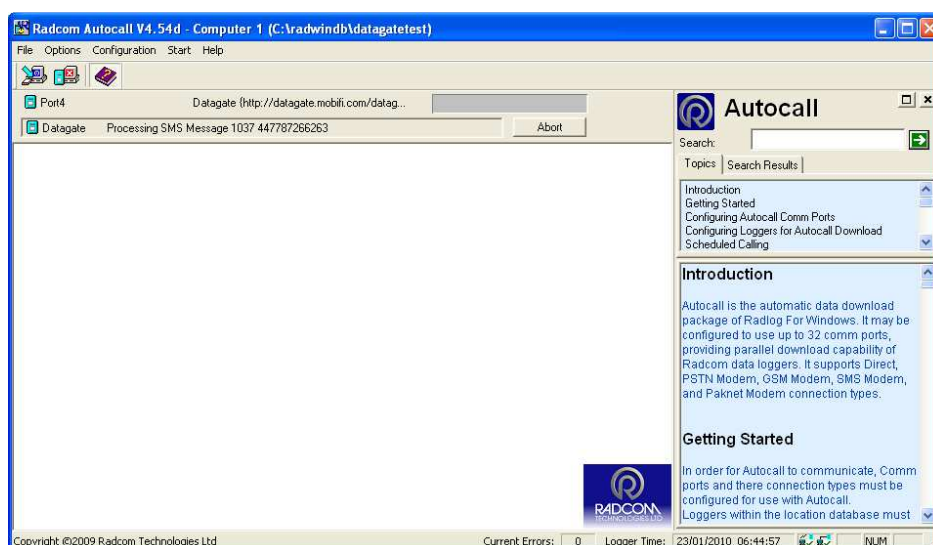 Radcom Autocall V4.54d - Computer 1 (C:\radwindb\datagatetest)
File Options Configuration Start Help
Port4 Datagate (http://datagate.mobifi.com/datag...
Datagate Processing SMS Message 1037 447787266263 Abort
Autocall
Search:
Topics Search Results
Introduction
Getting Started
Configuring Autocall Comm Ports
Configuring Loggers for Autocall Download
Scheduled Calling
Introduction
Autocall is the automatic data download
package of Radlog For Windows. It may be
configured to use up to 32 comm ports,
providing parallel download capability of
Radcom data loggers. It supports Direct,
PSTN Modem, GSM Modem, SMS Modem,
and Paknet Modem connection types.
Getting Started
In order for Autocall to communicate, Comm
ports and there connection types must be
configured for use with Autocall.
Loggers within the location database must
RADCOM
TECHNOLOGIES LTD
Copyright ©2009 Radcom Technologies Ltd Current Errors: 0 Logger Time: 23/01/2010 06:44:57 NUM